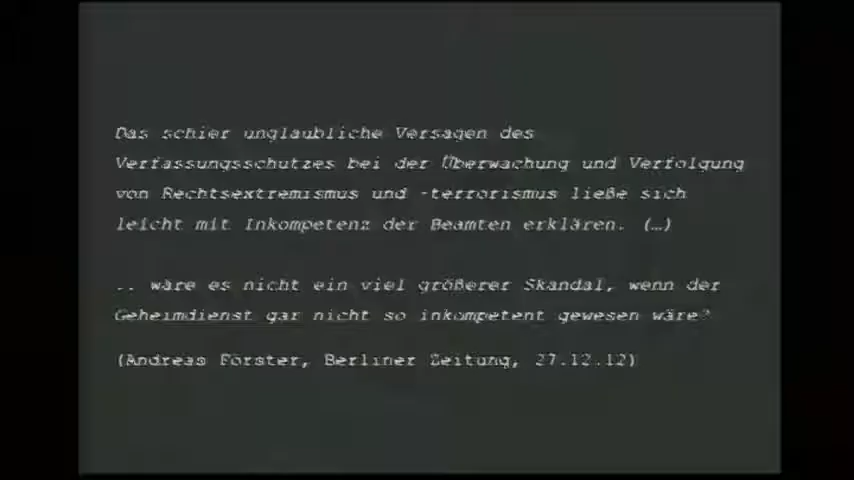 Das schier unglaubliche Versagen des
Verfassungsschutzes bei der Überwachung und Verfolgung
von Rechtsextremismus und -terrorismus ließe sich
leicht mit Inkompetenz der Beamten erklären. (…)
.. wäre es nicht ein viel größerer Skandal, wenn der
Geheimdienst gar nicht so inkompetent gewesen wäre?
(Andreas Förster, Berliner Zeitung, 27.12.12)